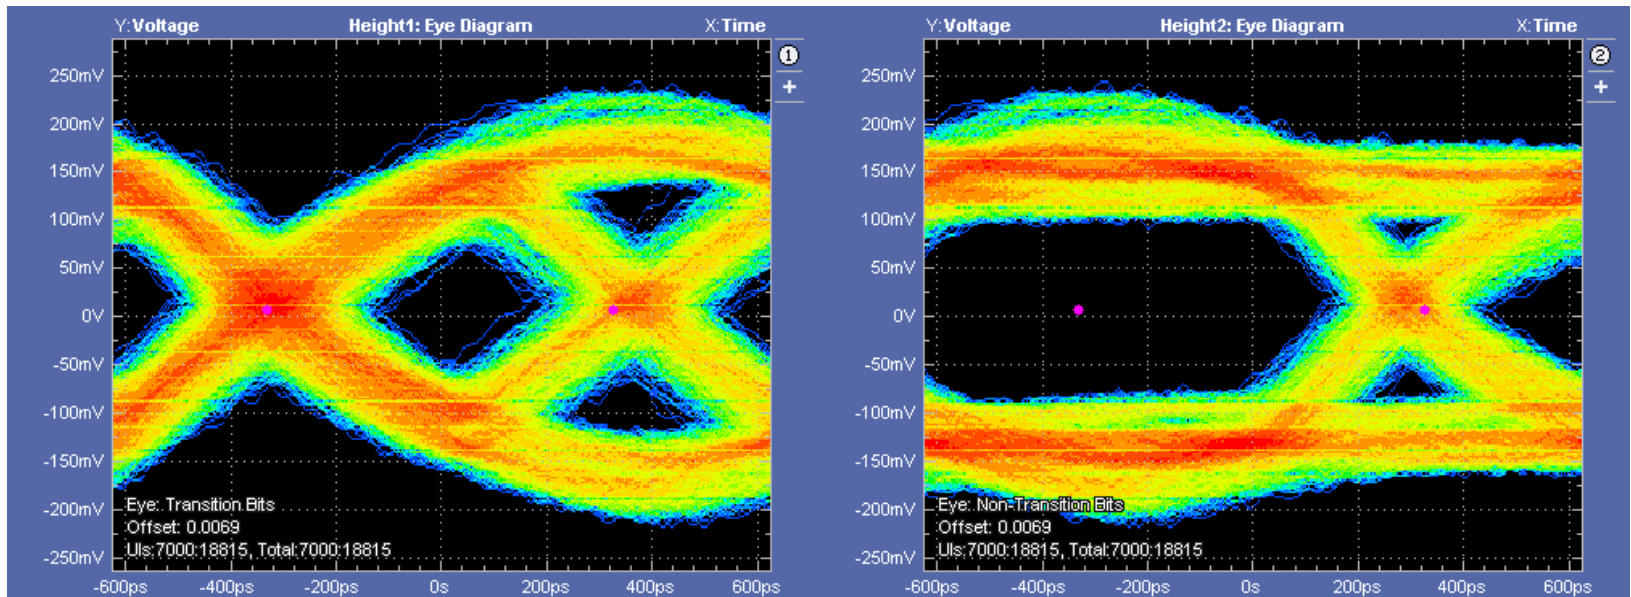 Y:Voltage Height1: Eye Diagram X:Time
1
+
250mV
200mV
150mV
100mV
50mV
0V
-50mV
-100mV
-150mV
-200mV
-250mV
Eye: Transition Bits
Offset: 0.0069
UIs:7000:18815, Total:7000:18815
-600ps -400ps -200ps 0s 200ps 400ps 600ps
Y:Voltage Height2: Eye Diagram X:Time
2
+
250mV
200mV
150mV
100mV
50mV
0V
-50mV
-100mV
-150mV
-200mV
-250mV
Eye: Non-Transition Bits
Offset: 0.0069
UIs:7000:18815, Total:7000:18815
-600ps -400ps -200ps 0s 200ps 400ps 600ps